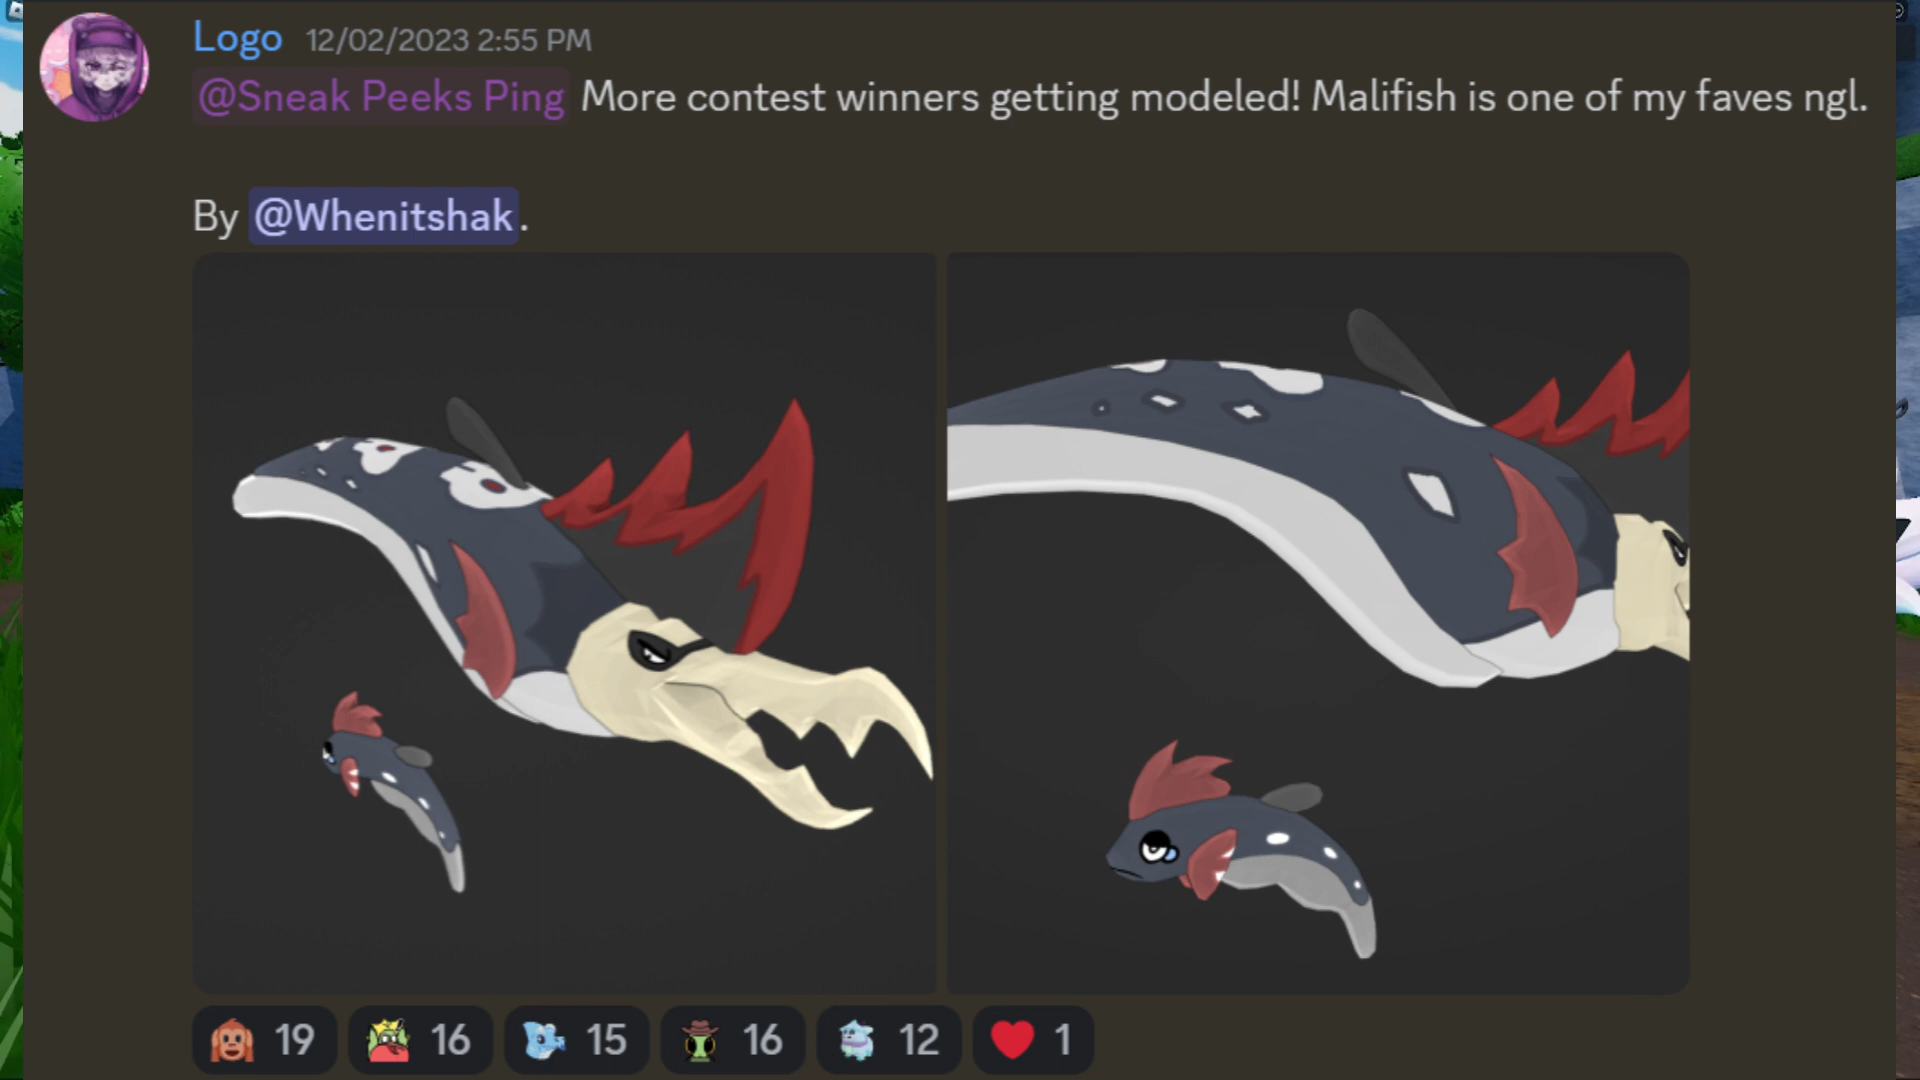 Logo 12/02/2023 2:55 PM
@Sneak Peeks Ping More contest winners getting modeled! Malifish is one of my faves ngl.
By @Whenitshak.
19 16 15 16 12 1